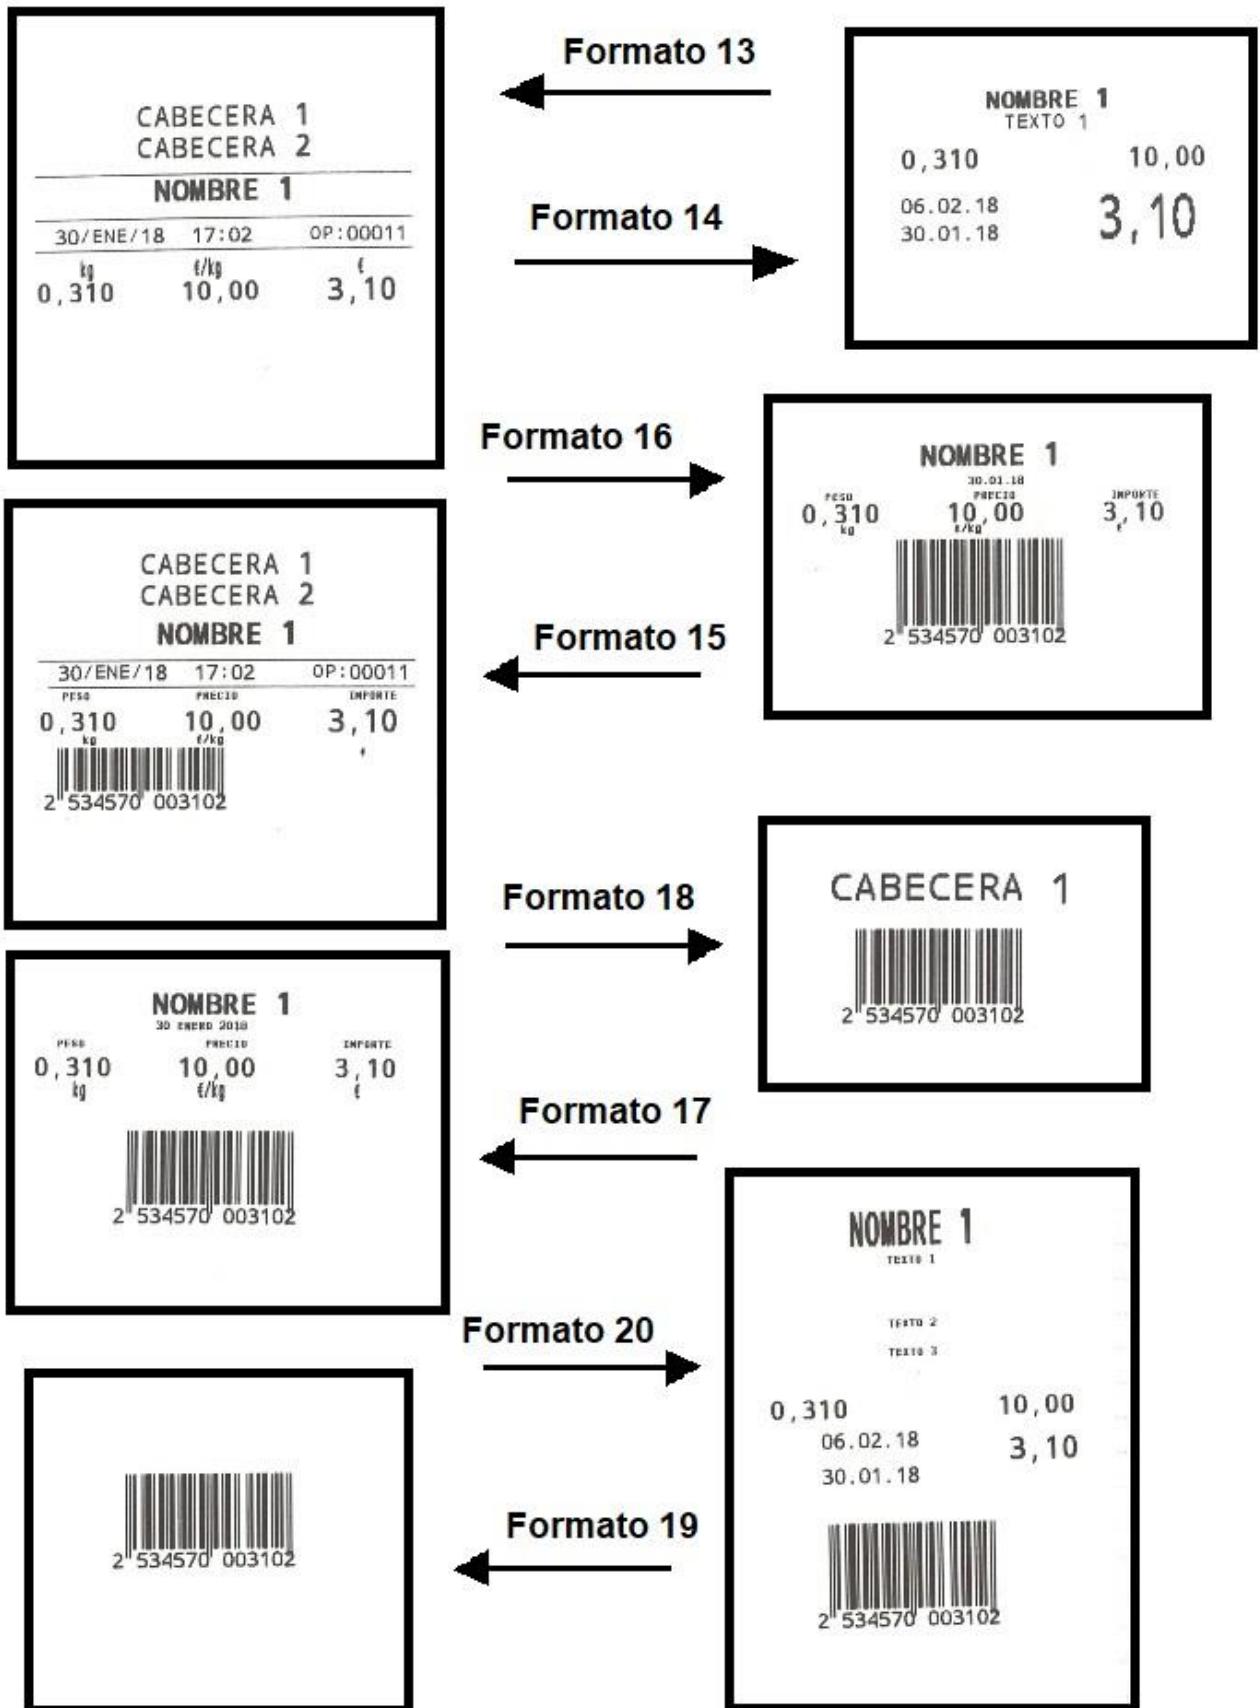 Formato 13
CABECERA 1
CABECERA 2
NOMBRE 1
30/ENE/18 17:02 OP:00011
kg €/kg €
0,310 10,00 3,10
Formato 14
NOMBRE 1
TEXTO 1
0,310 10,00
06.02.18
30.01.18
3,10
Formato 16
NOMBRE 1
30.01.18
PESO PRECIO IMPORTE
0,310 10,00 3,10
kg €/kg €
2 534570 003102
Formato 15
CABECERA 1
CABECERA 2
NOMBRE 1
30/ENE/18 17:02 OP:00011
PESO PRECIO IMPORTE
0,310 10,00 3,10
kg €/kg €
2 534570 003102
Formato 18
CABECERA 1
2 534570 003102
Formato 17
NOMBRE 1
30 ENERO 2018
PESO PRECIO IMPORTE
0,310 10,00 3,10
kg €/kg €
2 534570 003102
Formato 20
NOMBRE 1
TEXTO 1
TEXTO 2
TEXTO 3
0,310 10,00
06.02.18
3,10
30.01.18
2 534570 003102
Formato 19
2 534570 003102